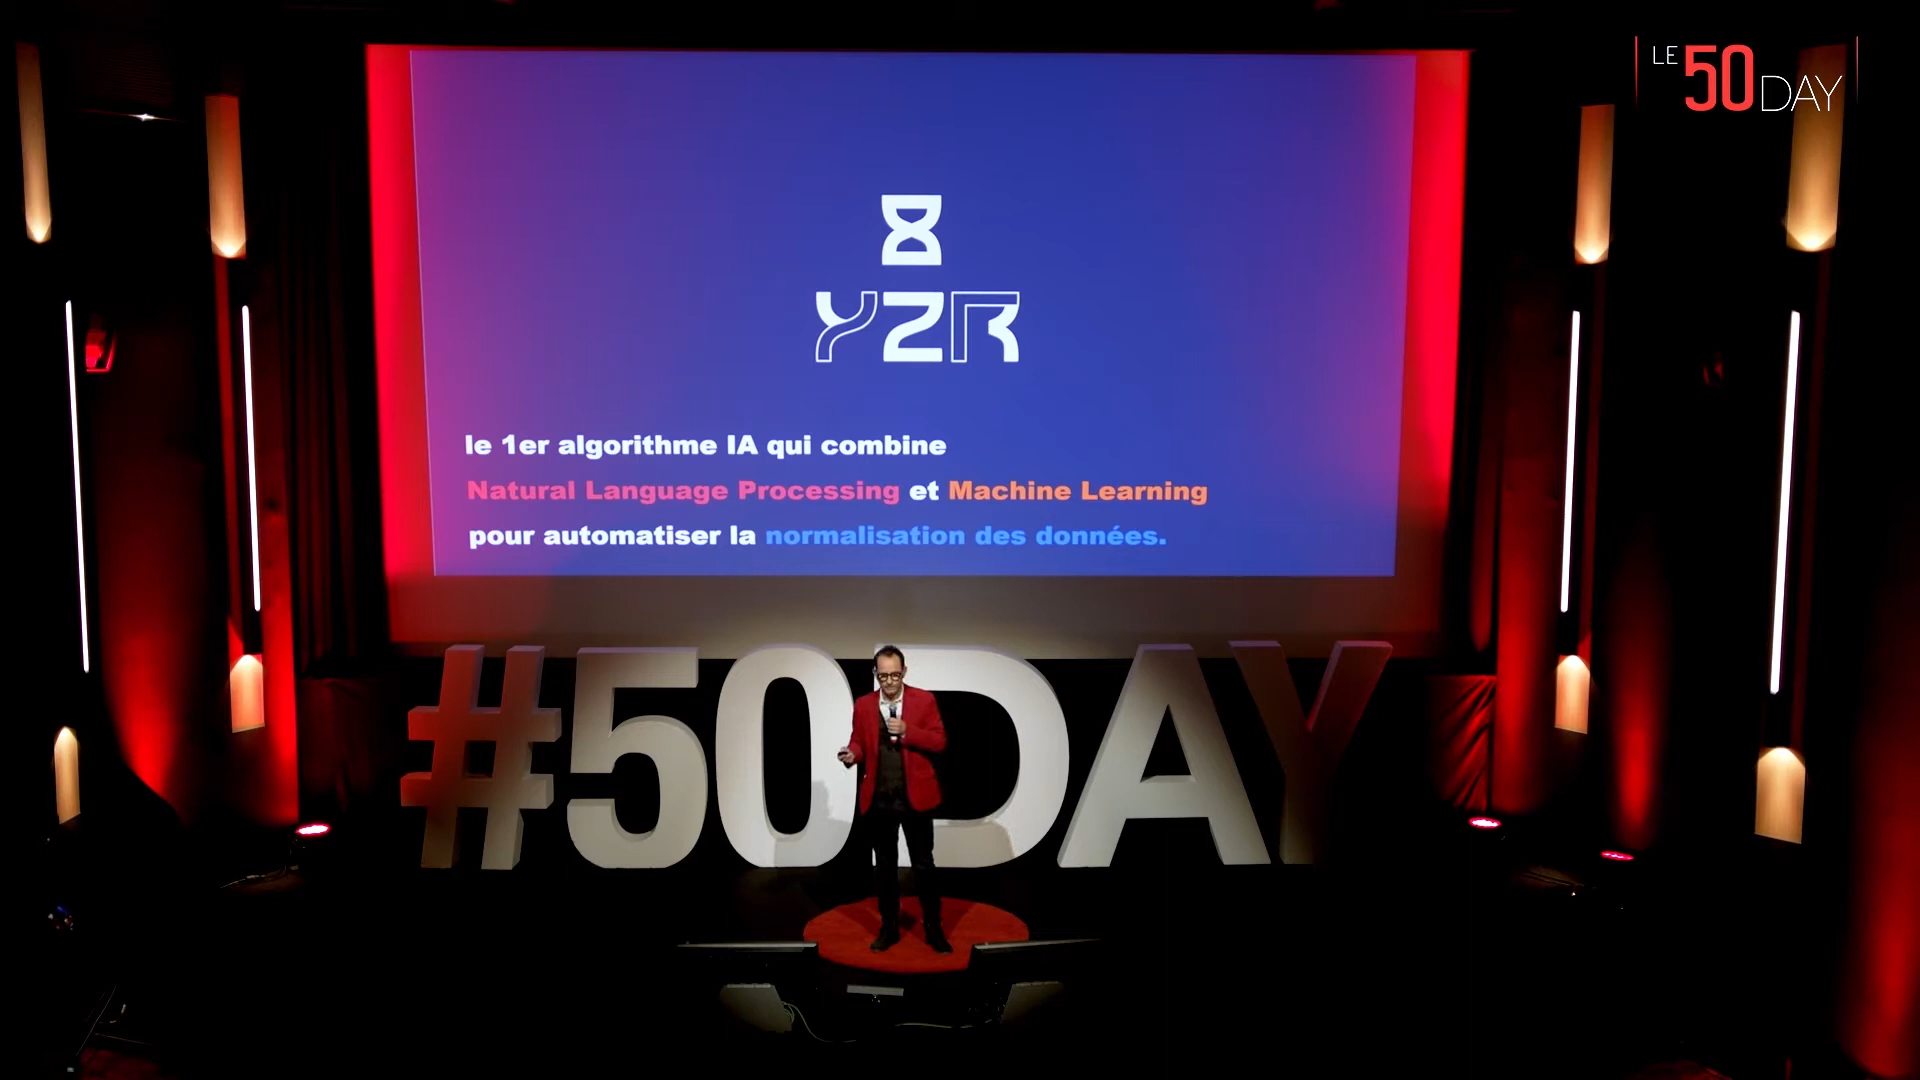 LE 50 DAY
YZR
le 1er algorithme IA qui combine
Natural Language Processing et Machine Learning
pour automatiser la normalisation des données.
#50DAY